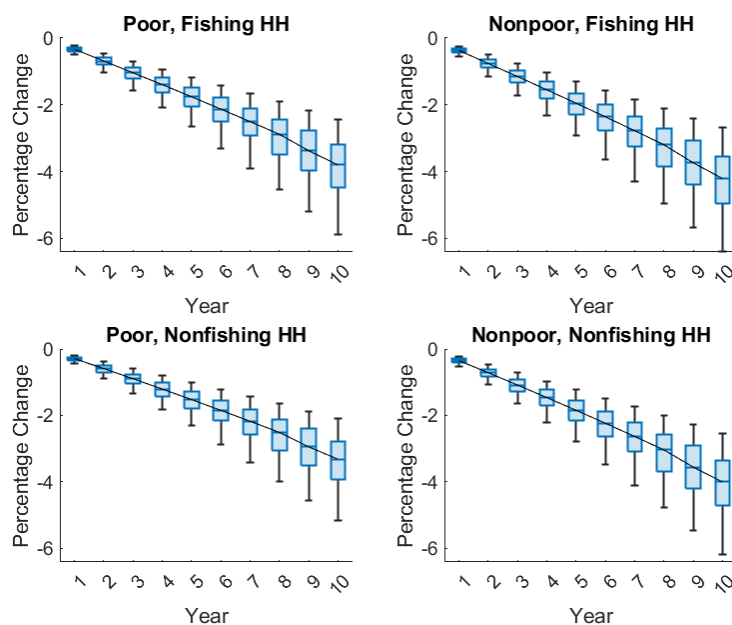 Poor, Fishing HH
Percentage Change
0
-2
-4
-6
1 2 3 4 5 6 7 8 9 10
Year
Nonpoor, Fishing HH
Percentage Change
0
-2
-4
-6
1 2 3 4 5 6 7 8 9 10
Year
Poor, Nonfishing HH
Percentage Change
0
-2
-4
-6
1 2 3 4 5 6 7 8 9 10
Year
Nonpoor, Nonfishing HH
Percentage Change
0
-2
-4
-6
1 2 3 4 5 6 7 8 9 10
Year